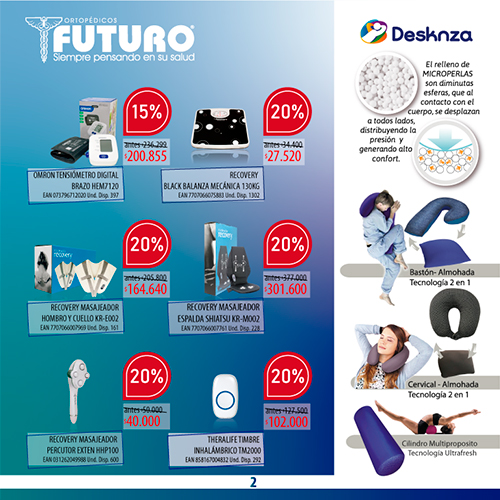 ORTOPÉDICOS
FUTURO®
Siempre pensando en su salud
15%
antes $236.299
$200.855
OMRON TENSIÓMETRO DIGITAL
BRAZO HEM7120
EAN 073796712020 Und. Disp. 397
20%
antes $34.400
$27.520
RECOVERY
BLACK BALANZA MECÁNICA 130KG
EAN 7707066075883 Und. Disp. 1302
recovery
20%
antes $205.800
$164.640
RECOVERY MASAJEADOR
HOMBRO Y CUELLO KR-E002
EAN 7707066007969 Und. Disp. 161
recovery
20%
antes $377.000
$301.600
RECOVERY MASAJEADOR
ESPALDA SHIATSU KR-MO02
EAN 7707066007761 Und. Disp. 228
20%
antes $50.000
$40.000
RECOVERY MASAJEADOR
PERCUTOR EXTEN HHP100
EAN 031262049988 Und. Disp. 600
20%
antes $127.500
$102.000
THERALIFE TIMBRE
INHALÁMBRICO TM2000
EAN 858167004832 Und. Disp. 292
Desknza
El relleno de
MICROPERLAS
son diminutas
esferas, que al
contacto con el
cuerpo, se desplazan
a todos lados,
distribuyendo la
presión y
generando alto
confort.
Bastón- Almohada
Tecnología 2 en 1
Cervical - Almohada
Tecnología 2 en 1
Cilindro Multiproposito
Tecnología Ultrafresh
2